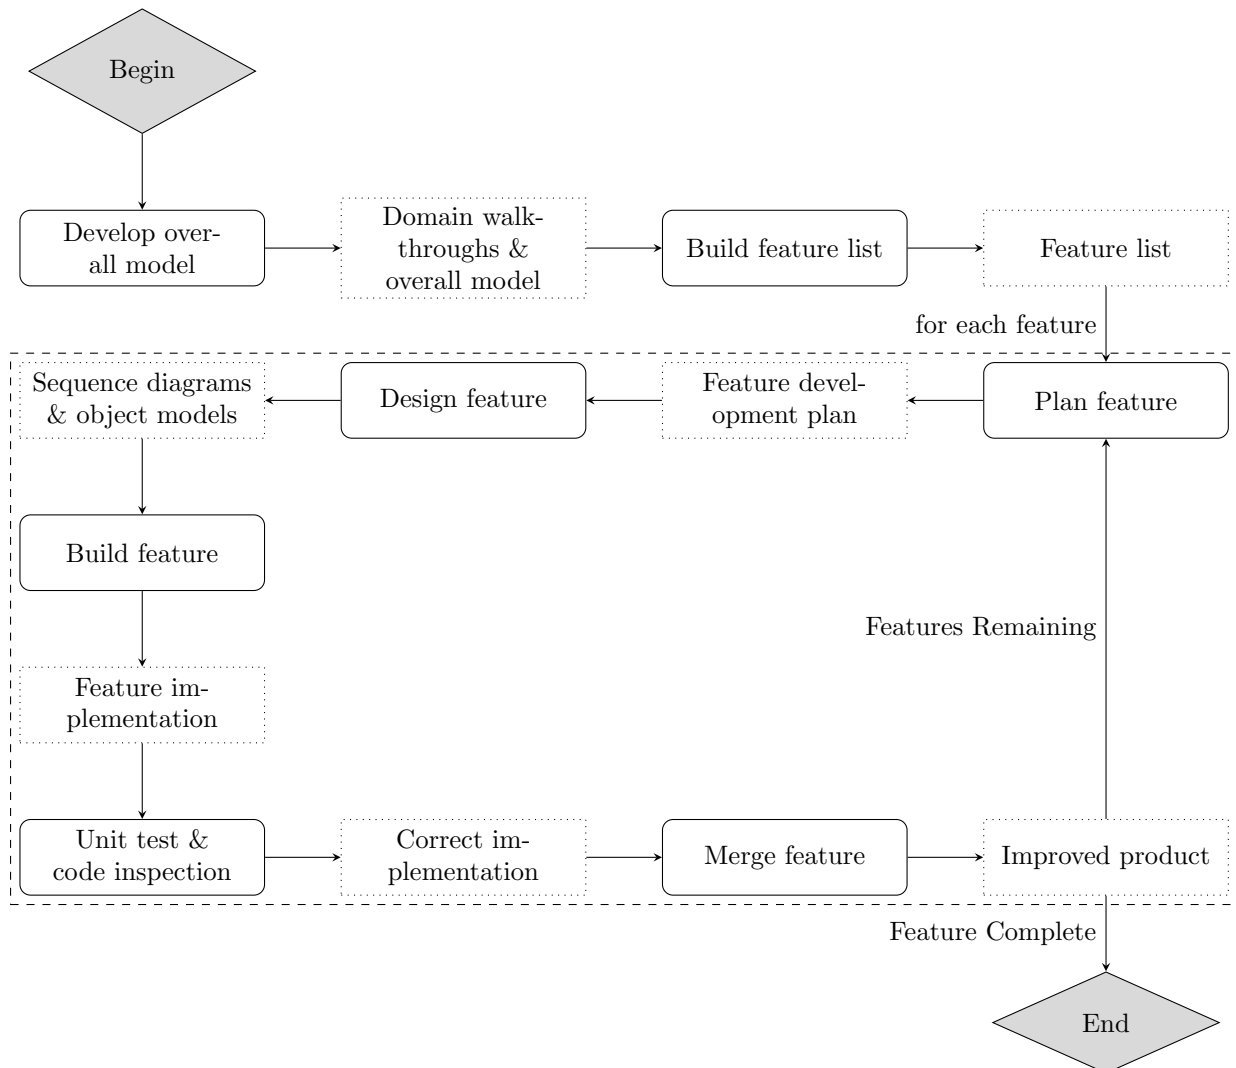 Begin
Develop over-
all model
Domain walk-
throughs &
overall model
Build feature list
Feature list
for each feature
Sequence diagrams
& object models
Design feature
Feature devel-
opment plan
Plan feature
Build feature
Features Remaining
Feature im-
plementation
Unit test &
code inspection
Correct im-
plementation
Merge feature
Improved product
Feature Complete
End